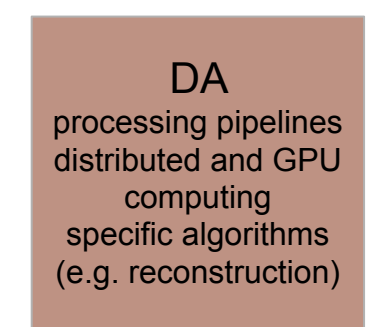 DA
processing pipelines
distributed and GPU
computing
specific algorithms
(e.g. reconstruction)